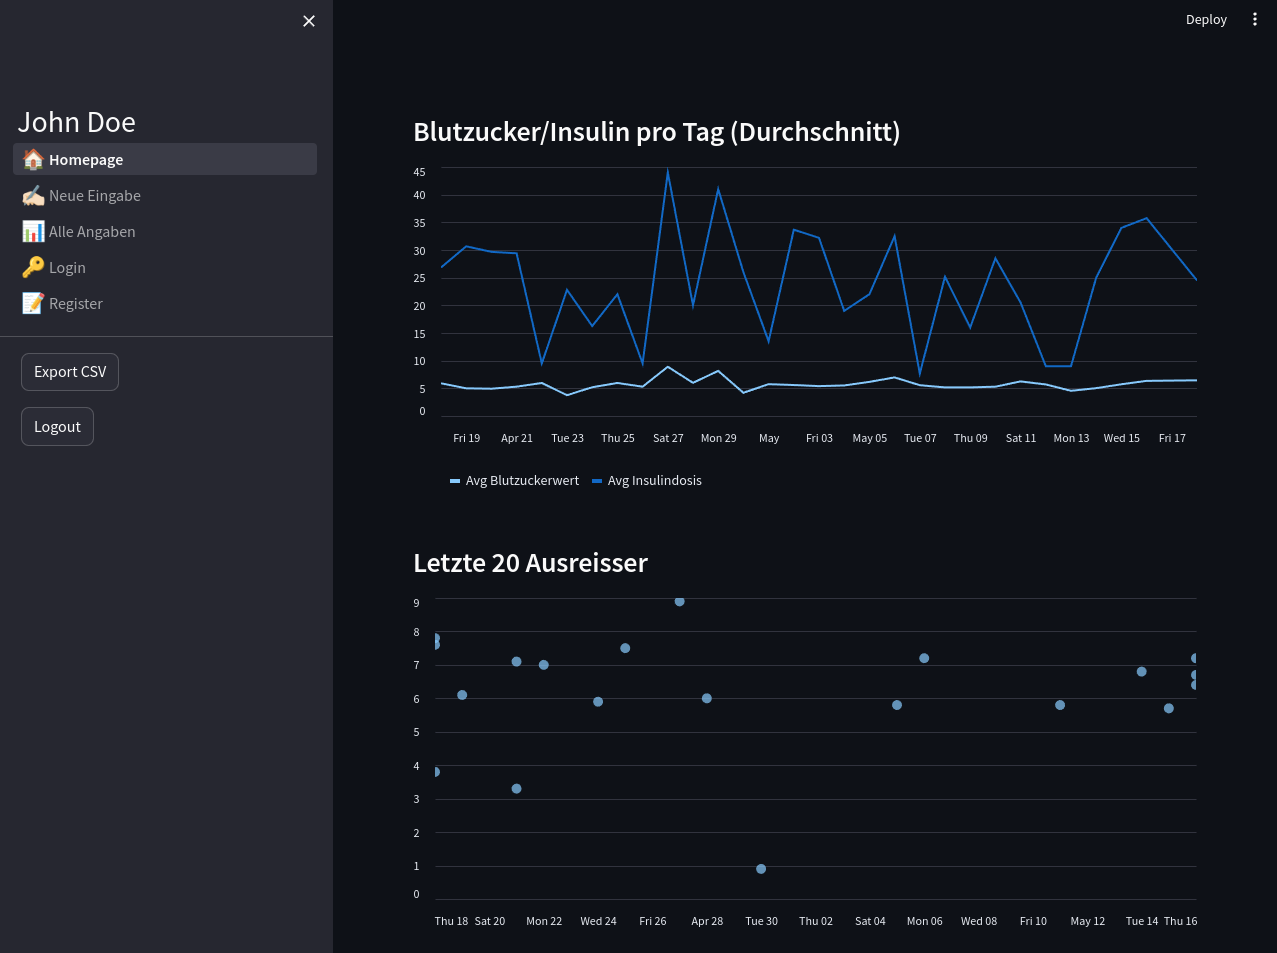 Deploy
John Doe
Homepage
Neue Eingabe
Alle Angaben
Login
Register
Export CSV
Logout
Blutzucker/Insulin pro Tag (Durchschnitt)
45
40
35
30
25
20
15
10
5
0
Fri 19 Apr 21 Tue 23 Thu 25 Sat 27 Mon 29 May Fri 03 May 05 Tue 07 Thu 09 Sat 11 Mon 13 Wed 15 Fri 17
Avg Blutzuckerwert Avg Insulindosis
Letzte 20 Ausreisser
9
8
7
6
5
4
3
2
1
0
Thu 18 Sat 20 Mon 22 Wed 24 Fri 26 Apr 28 Tue 30 Thu 02 Sat 04 Mon 06 Wed 08 Fri 10 May 12 Tue 14 Thu 16